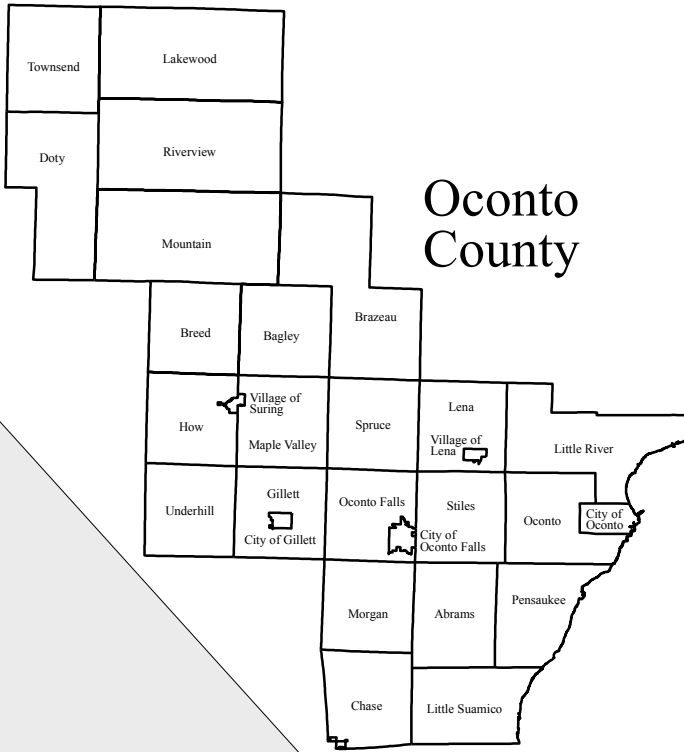 Townsend
Lakewood
Doty
Riverview
Oconto
County
Mountain
Breed
Bagley
Brazeau
How
Village of
Suring
Maple Valley
Spruce
Lena
Village of
Lena
Little River
Underhill
Gillett
City of Gillett
Oconto Falls
City of
Oconto Falls
Stiles
Oconto
City of
Oconto
Morgan
Abrams
Pensaukee
Chase
Little Suamico